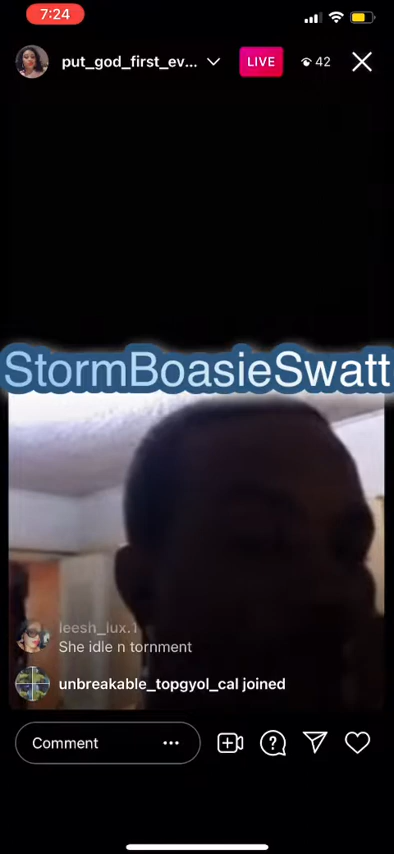 7:24
put_god_first_ev...
LIVE
42
StormBoasieSwatt
leesh_lux.1
She idle n tornment
unbreakable_topgyol_cal joined
Comment